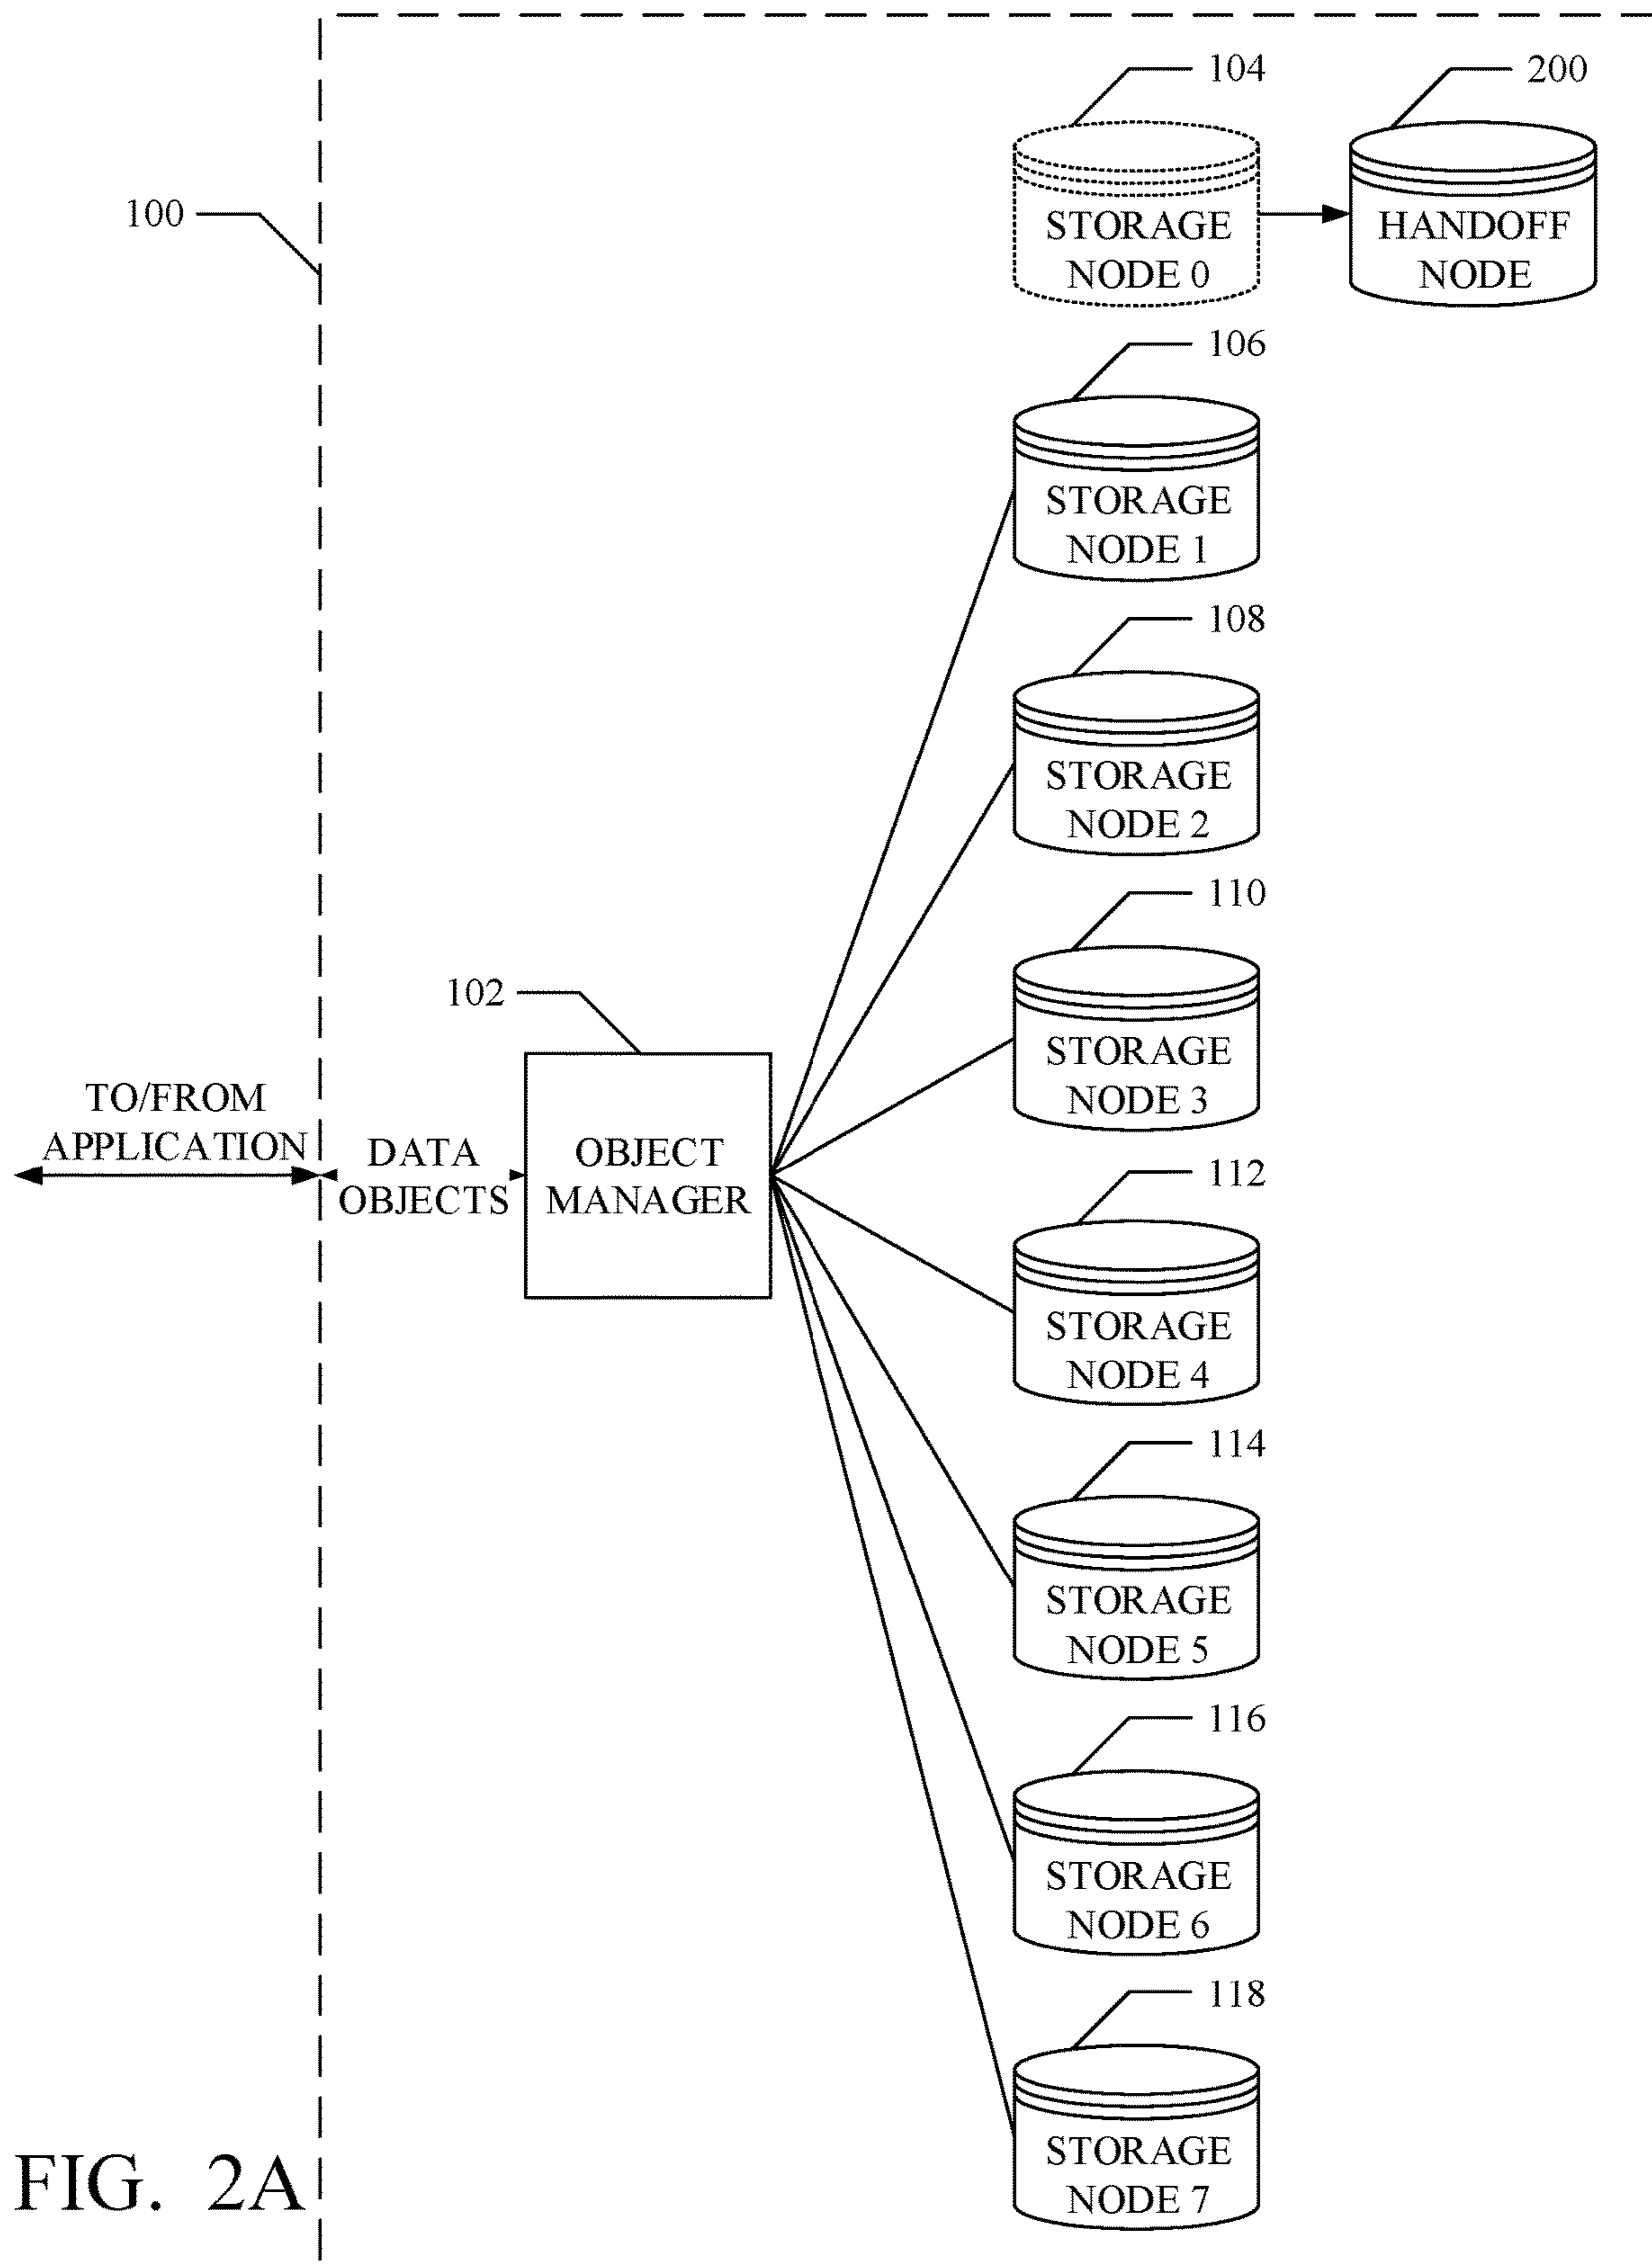 104
200
100
STORAGE
NODE 0
HANDOFF
NODE
106
STORAGE
NODE 1
108
STORAGE
NODE 2
110
STORAGE
NODE 3
102
TO/FROM
APPLICATION
DATA
OBJECTS
OBJECT
MANAGER
112
STORAGE
NODE 4
114
STORAGE
NODE 5
116
STORAGE
NODE 6
118
STORAGE
NODE 7
FIG. 2A